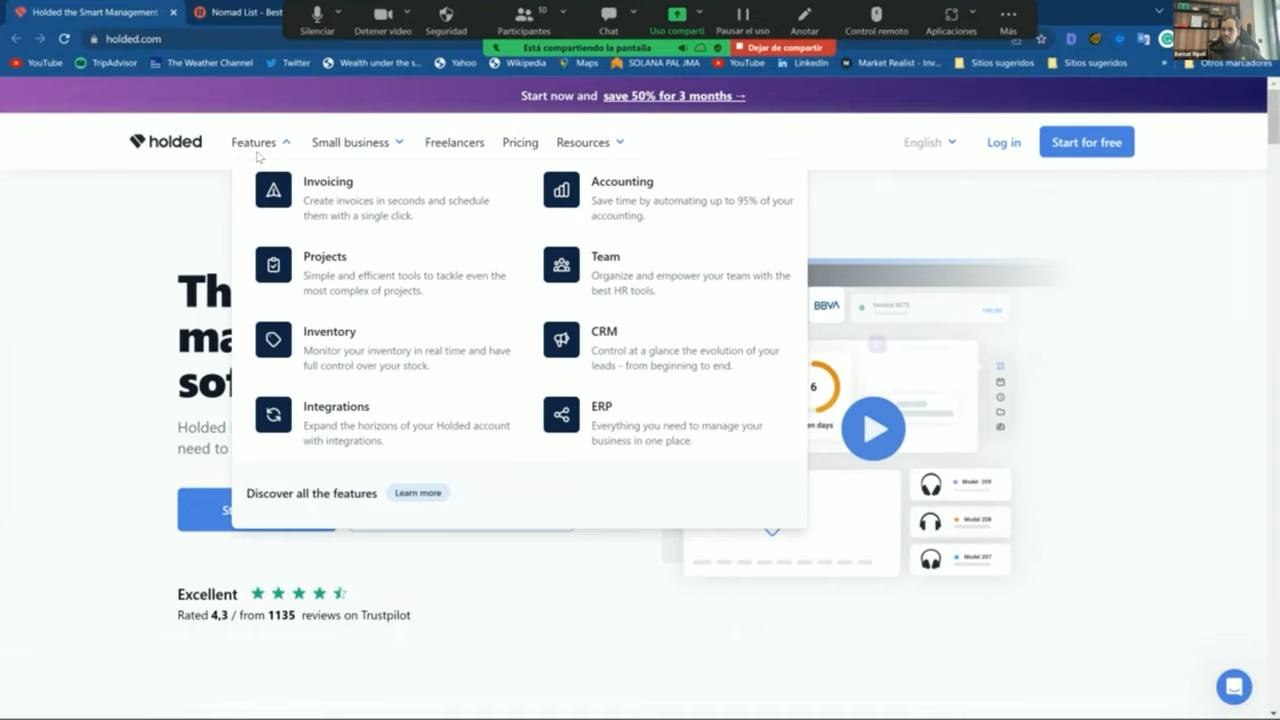 Holded the Smart Management
Nomad List - Best
Silenciar
Detener video
Seguridad
Participantes
10
Chat
Uso comparti
Pausar el uso
Anotar
Control remoto
Aplicaciones
Más
Está compartiendo la pantalla
Dejar de compartir
holded.com
YouTube
TripAdvisor
The Weather Channel
Twitter
Wealth under the s...
Yahoo
Wikipedia
Maps
SOLANA PAL JMA
YouTube
LinkedIn
Market Realist - Inv...
Sitios sugeridos
Sitios sugeridos
Otros marcadores
Start now and save 50% for 3 months →
holded
Features
Small business
Freelancers
Pricing
Resources
English
Log in
Start for free
Invoicing
Create invoices in seconds and schedule
them with a single click.
Accounting
Save time by automating up to 95% of your
accounting.
Projects
Simple and efficient tools to tackle even the
most complex of projects.
Team
Organize and empower your team with the
best HR tools.
Inventory
Monitor your inventory in real time and have
full control over your stock.
CRM
Control at a glance the evolution of your
leads - from beginning to end.
Integrations
Expand the horizons of your Holded account
with integrations.
ERP
Everything you need to manage your
business in one place.
Discover all the features
Learn more
Th
ma
sof
Holded i
need to
St
BBVA
6
en days
Model 209
Model 208
Model 207
Excellent
Rated 4,3 / from 1135 reviews on Trustpilot